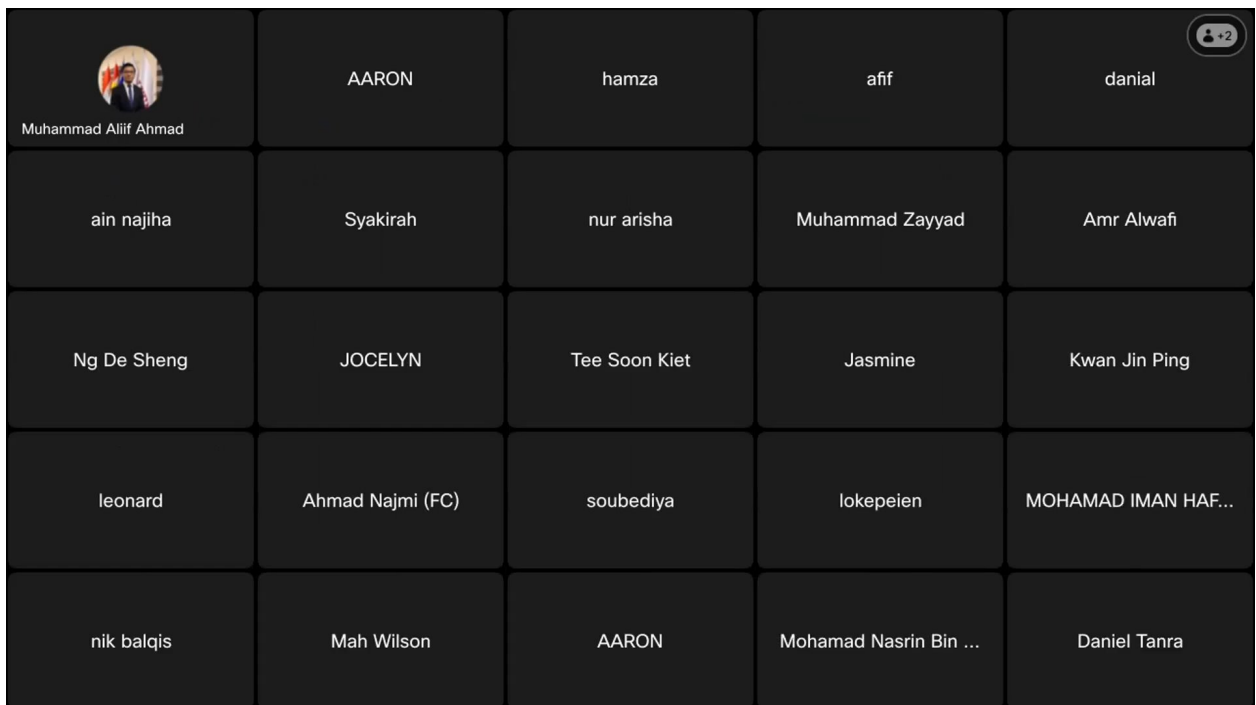 +2
Muhammad Aliif Ahmad
AARON
hamza
afif
danial
ain najiha
Syakirah
nur arisha
Muhammad Zayyad
Amr Alwafi
Ng De Sheng
JOCELYN
Tee Soon Kiet
Jasmine
Kwan Jin Ping
leonard
Ahmad Najmi (FC)
soubediya
lokepeien
MOHAMAD IMAN HAF...
nik balqis
Mah Wilson
AARON
Mohamad Nasrin Bin ...
Daniel Tanra